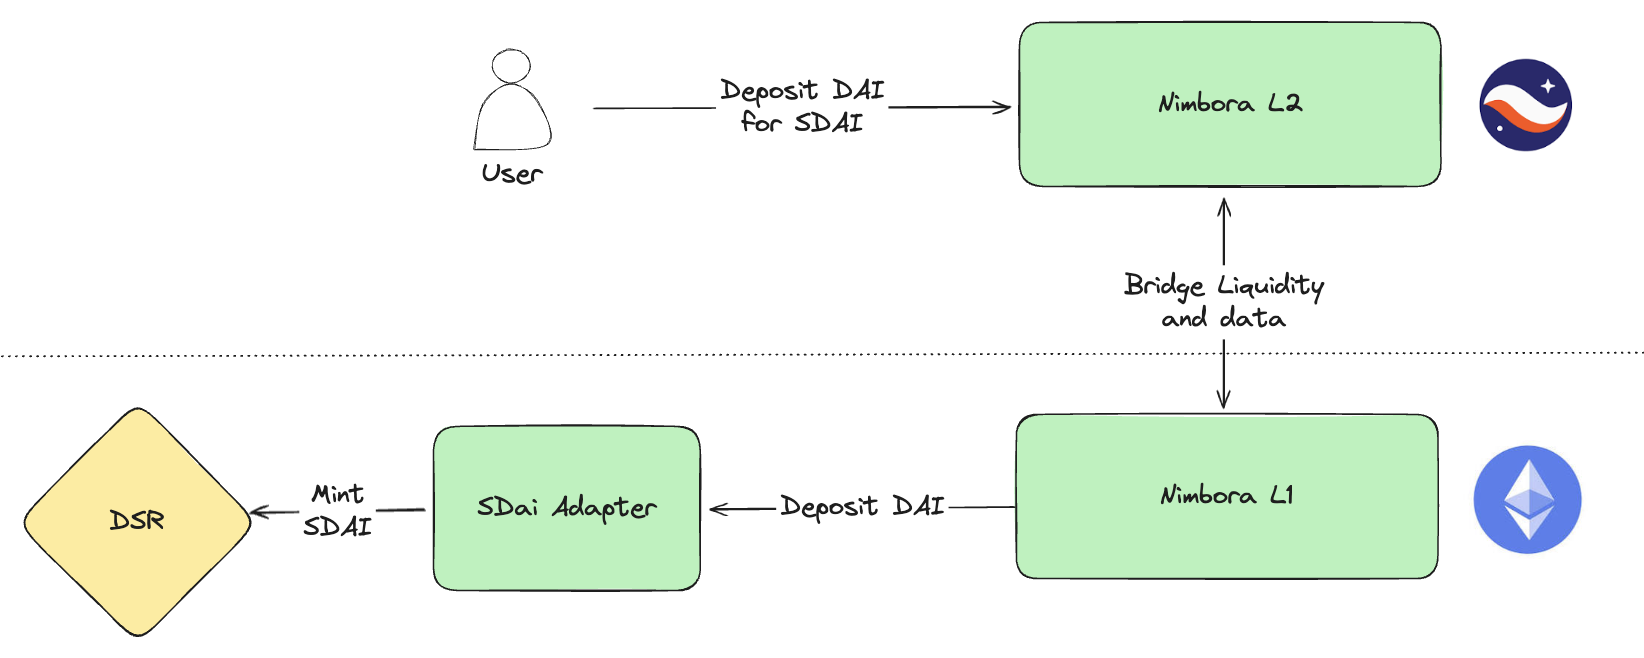 Deposit DAI
for SDAI
Nimbora L2
User
Bridge Liquidity
and data
DSR
Mint
SDAI
SDai Adapter
Deposit DAI
Nimbora L1